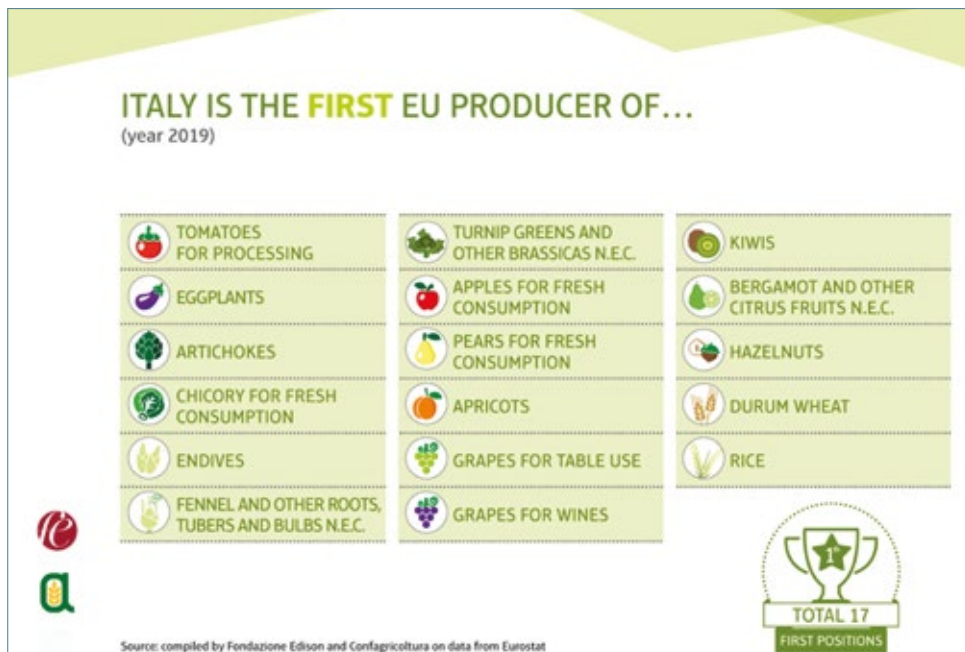 ITALY IS THE FIRST EU PRODUCER OF...
(year 2019)
TOMATOES
FOR PROCESSING
EGGPLANTS
ARTICHOKES
CHICORY FOR FRESH
CONSUMPTION
ENDIVES
FENNEL AND OTHER ROOTS,
TUBERS AND BULBS N.E.C.
TURNIP GREENS AND
OTHER BRASSICAS N.E.C.
APPLES FOR FRESH
CONSUMPTION
PEARS FOR FRESH
CONSUMPTION
APRICOTS
GRAPES FOR TABLE USE
GRAPES FOR WINES
KIWIS
BERGAMOT AND OTHER
CITRUS FRUITS N.E.C.
HAZELNUTS
DURUM WHEAT
RICE
1st
TOTAL 17
FIRST POSITIONS
a
Source: compiled by Fondazione Edison and Confagricoltura on data from Eurostat